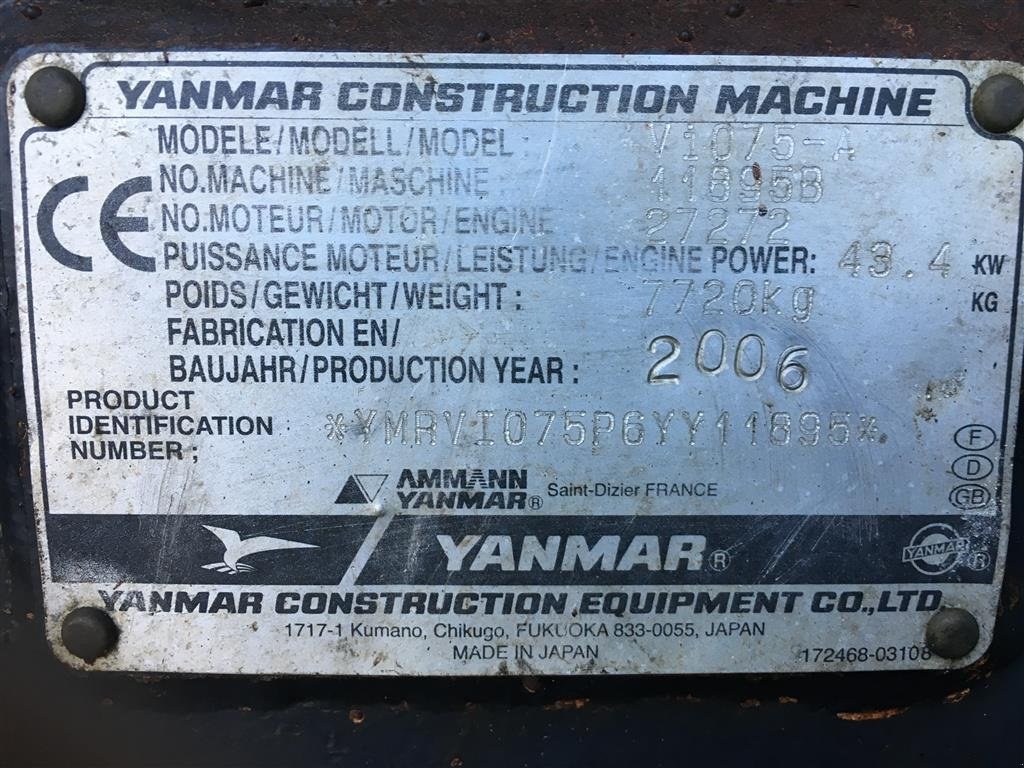 YANMAR CONSTRUCTION MACHINE
CE
MODELE/MODELL/MODEL: VIO75-A
NO.MACHINE/MASCHINE 11895B
NO.MOTEUR/MOTOR/ENGINE 27272
PUISSANCE MOTEUR/LEISTUNG/ENGINE POWER: 43.4 KW
POIDS/GEWICHT/WEIGHT: 7720kg KG
FABRICATION EN/
BAUJAHR/PRODUCTION YEAR: 2006
PRODUCT
IDENTIFICATION
NUMBER; *YMRVIO75P6YY11895*
F
D
GB
AMMANN
YANMAR® Saint-Dizier FRANCE
YANMAR® YANMAR ®
YANMAR CONSTRUCTION EQUIPMENT CO.,LTD.
1717-1 Kumano, Chikugo, FUKUOKA 833-0055, JAPAN
MADE IN JAPAN 172468-03108